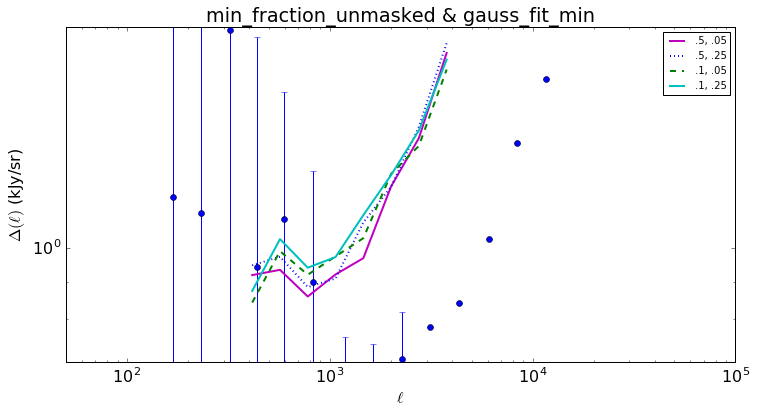 min_fraction_unmasked & gauss_fit_min
.5, .05
.5, .25
.1, .05
.1, .25
Δ(ℓ) (kJy/sr)
10⁰
10² 10³ 10⁴ 10⁵
ℓ